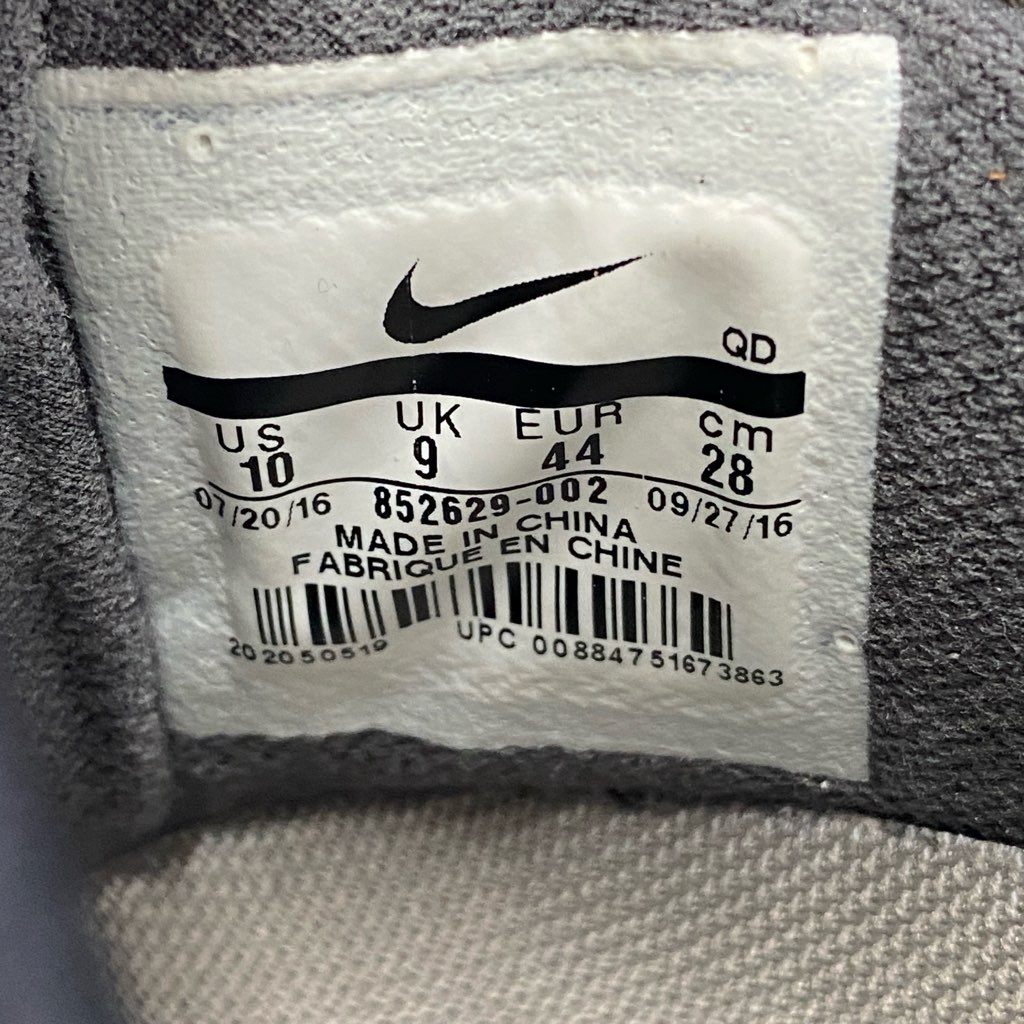 QD
US UK EUR cm
10 9 44 28
07/20/16 852629-002 09/27/16
MADE IN CHINA
FABRIQUE EN CHINE
202050519 UPC 00884751673863